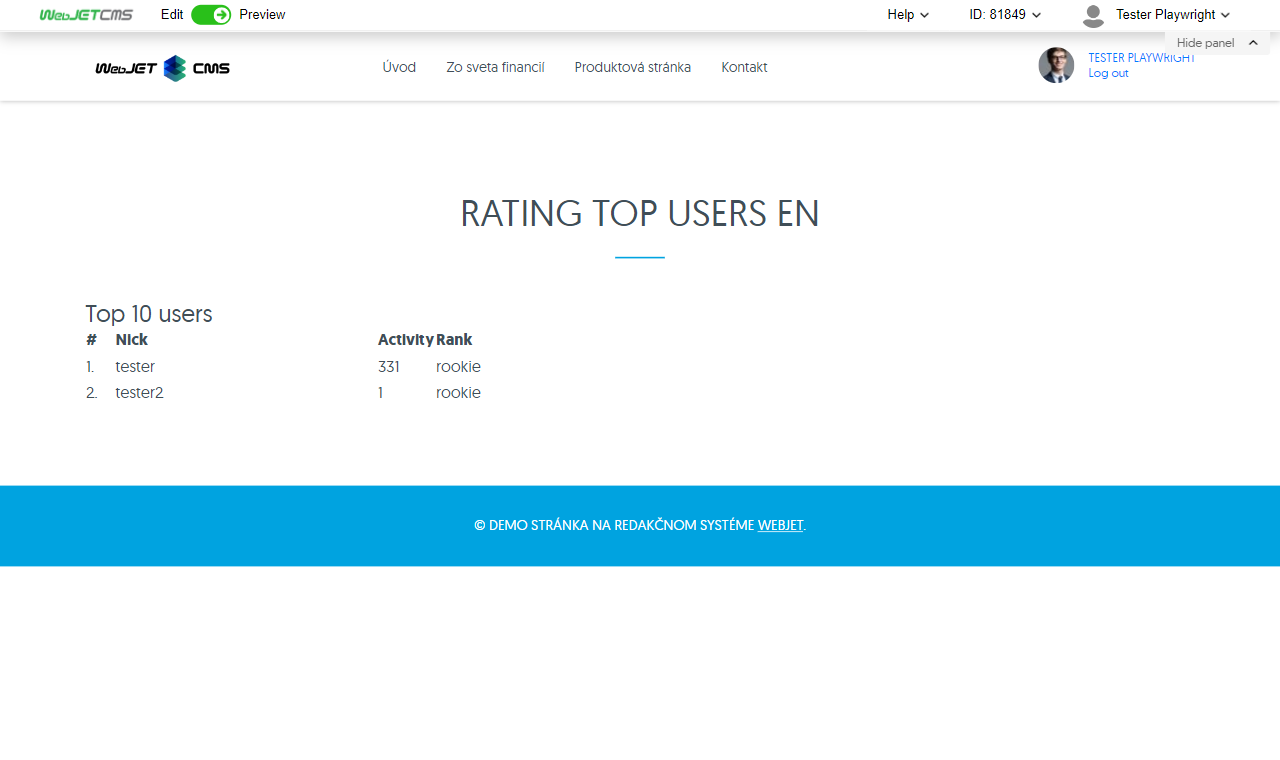 WebJETCMS Edit Preview Help ID: 81849 Tester Playwright
Hide panel
WebJET CMS Úvod Zo sveta financií Produktová stránka Kontakt
TESTER PLAYWRIGHT
Log out
RATING TOP USERS EN
Top 10 users
# Nick Activity Rank
1. tester 331 rookie
2. tester2 1 rookie
© DEMO STRÁNKA NA REDAKČNOM SYSTÉME WEBJET.